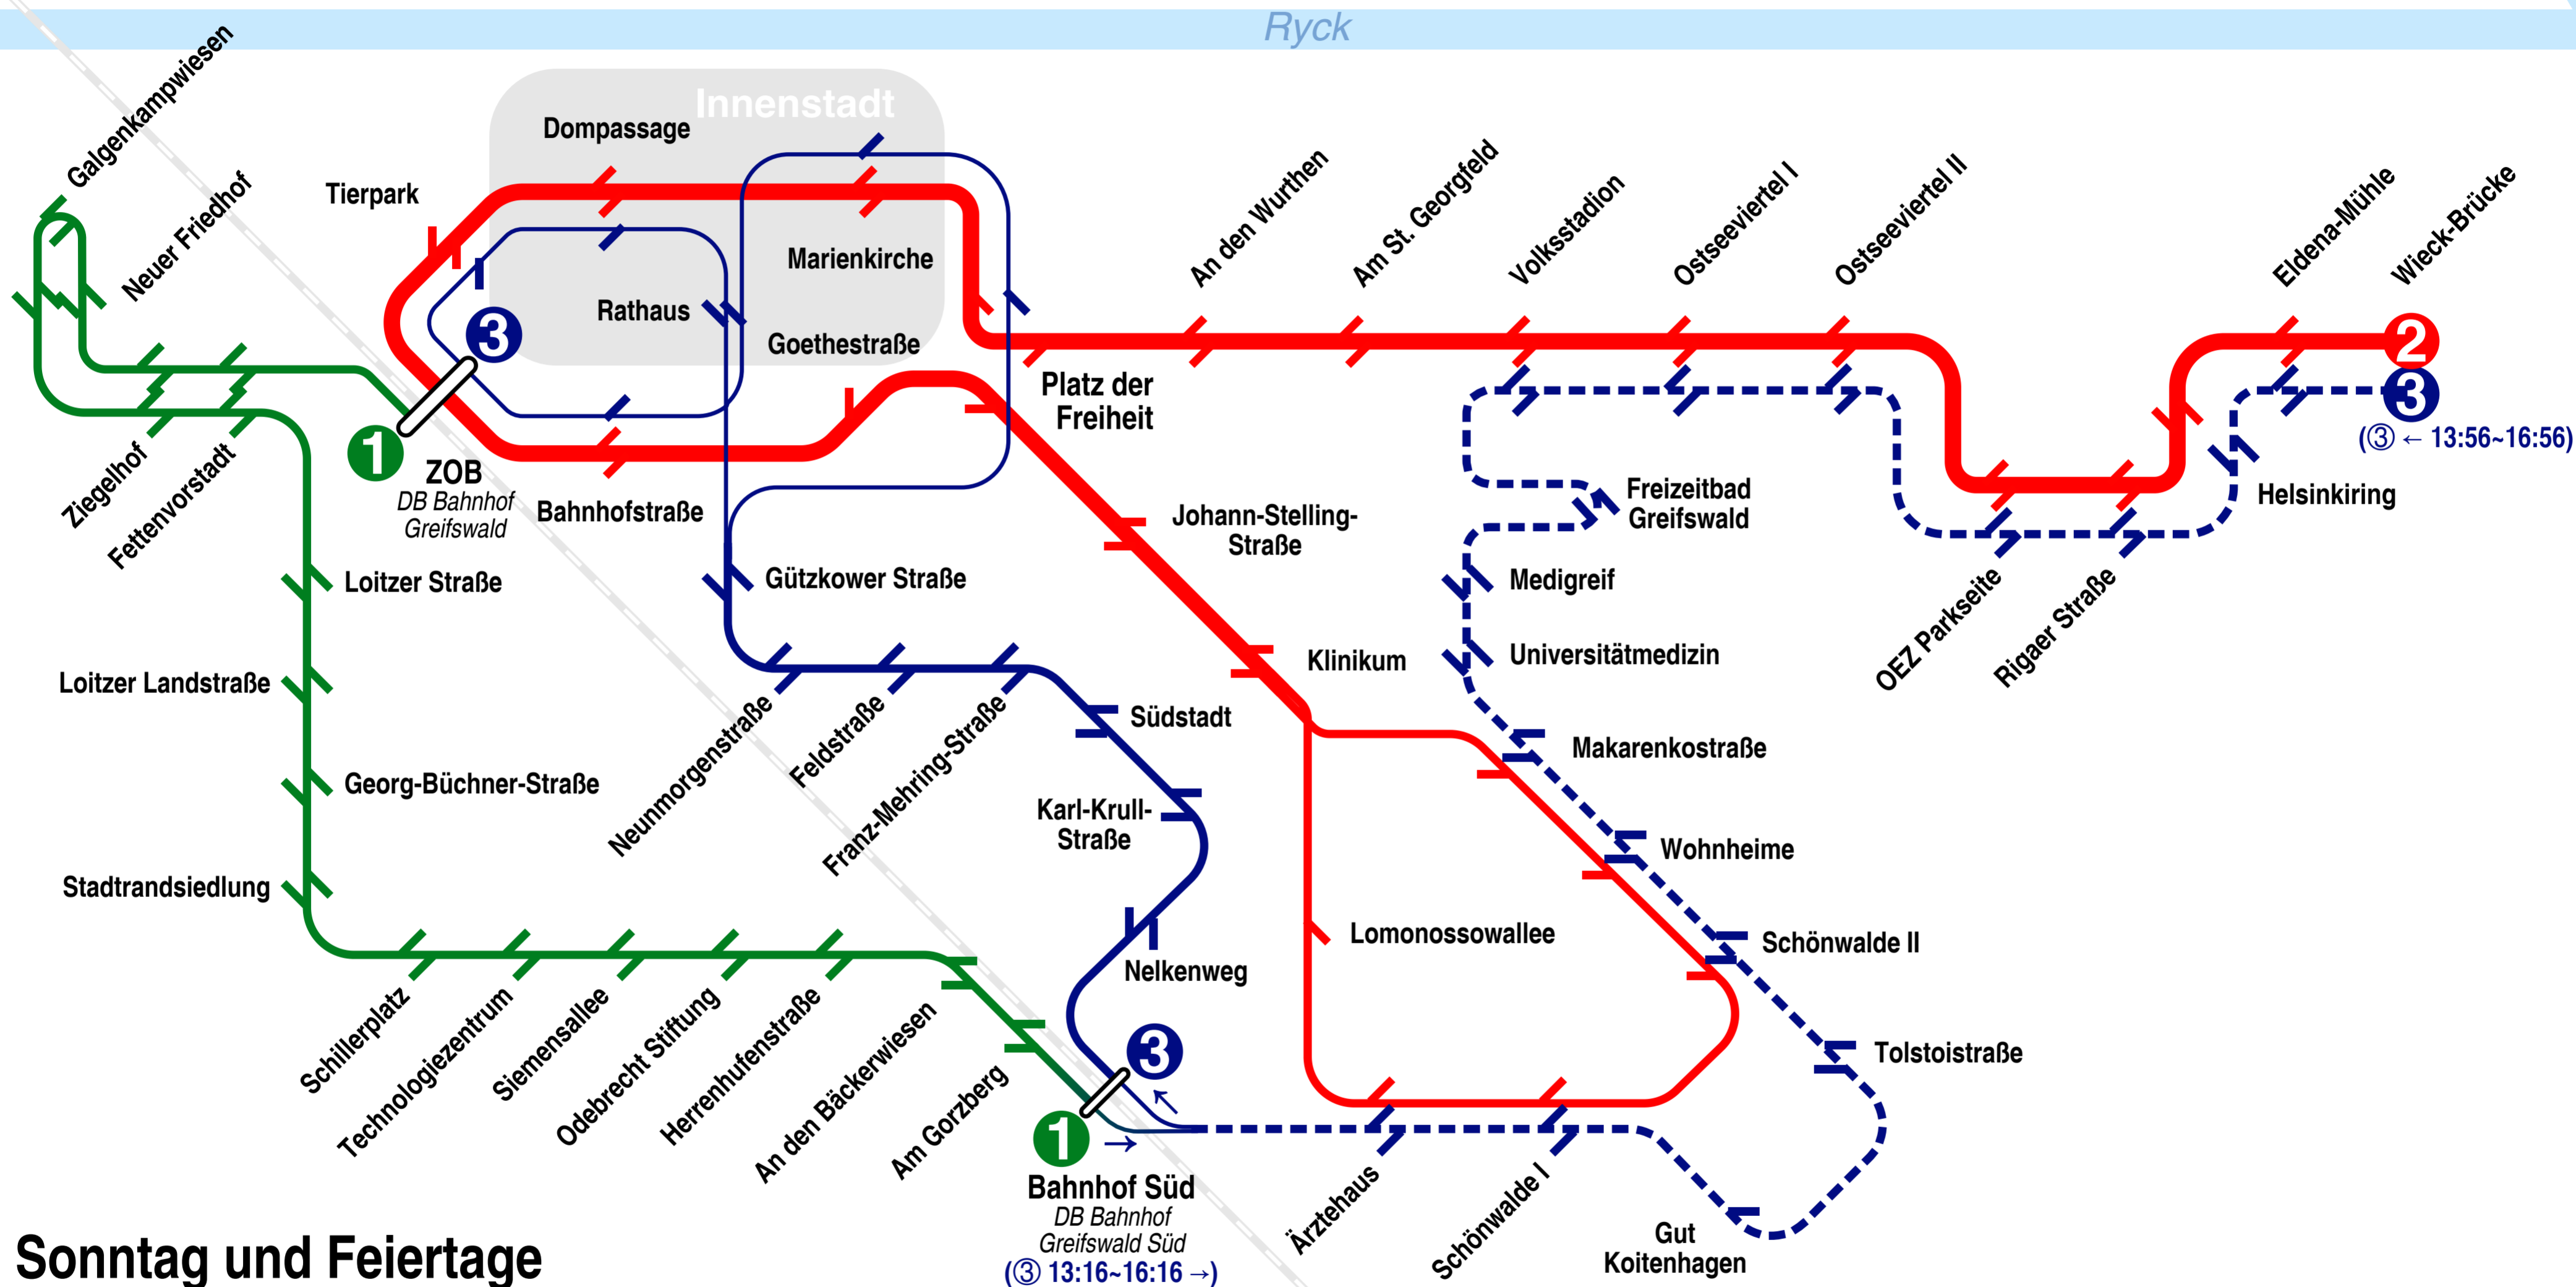 Ryck
Galgenkampwiesen
Neuer Friedhof
Innenstadt
Dompassage
Tierpark
Marienkirche
Rathaus
Goethestraße
3
An den Wurthen
Am St. Georgfeld
Volksstadion
Ostseeviertel I
Ostseeviertel II
Eldena-Mühle
Wieck-Brücke
2
3
(③ ← 13:56~16:56)
Platz der
Freiheit
1
ZOB
DB Bahnhof
Greifswald
Ziegelhof
Fettenvorstadt
Bahnhofstraße
Johann-Stelling-
Straße
Freizeitbad
Greifswald
Helsinkiring
Loitzer Straße
Gützkower Straße
Medigreif
OEZ Parkseite
Rigaer Straße
Loitzer Landstraße
Klinikum
Universitätmedizin
Neunmorgenstraße
Feldstraße
Franz-Mehring-Straße
Südstadt
Makarenkostraße
Georg-Büchner-Straße
Karl-Krull-
Straße
Wohnheime
Stadtrandsiedlung
Nelkenweg
Lomonossowallee
Schönwalde II
Schillerplatz
Technologiezentrum
Siemensallee
Odebrecht Stiftung
Herrenhufenstraße
An den Bäckerwiesen
Am Gorzberg
3
Tolstoistraße
1
←
→
Bahnhof Süd
DB Bahnhof
Greifswald Süd
(③ 13:16~16:16 →)
Ärztehaus
Schönwalde I
Gut
Koitenhagen
Sonntag und Feiertage